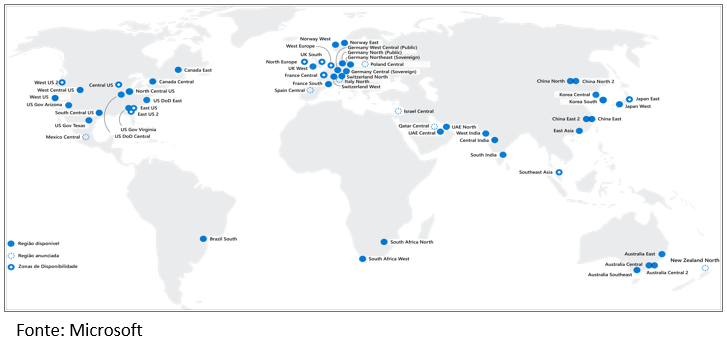 Norway West
Norway East
West Europe
Germany West Central (Public)
UK South
Germany North (Public)
Germany Northeast (Sovereign)
North Europe
Poland Central
UK West
Germany Central (Sovereign)
France Central
Switzerland North
Italy North
France South
Switzerland West
Spain Central
Canada East
Canada Central
West US 2
Central US
West Central US
North Central US
West US
US DoD East
US Gov Arizona
East US
South Central US
East US 2
US Gov Texas
US Gov Virginia
Mexico Central
US DoD Central
Israel Central
Qatar Central
UAE North
UAE Central
West India
Central India
South India
China North
China North 2
Korea Central
Korea South
Japan East
Japan West
China East 2
China East
East Asia
Southeast Asia
Brazil South
South Africa North
South Africa West
Australia East
New Zealand North
Australia Central
Australia Central 2
Australia Southeast
Região disponível
Região anunciada
Zonas de Disponibilidade
Fonte: Microsoft